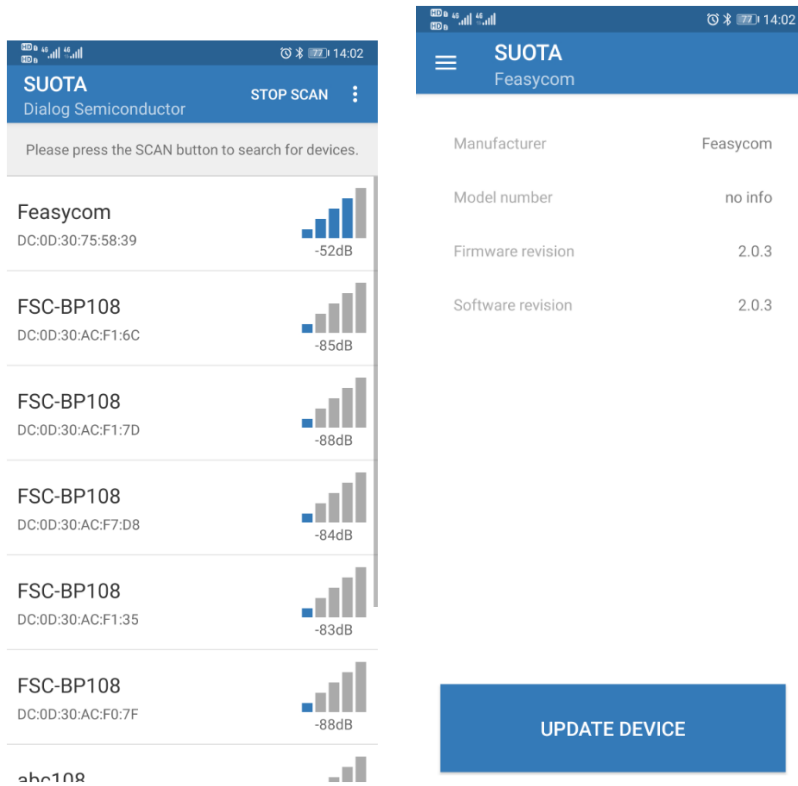 14:02
SUOTA
Dialog Semiconductor
STOP SCAN
Please press the SCAN button to search for devices.
Feasycom
DC:0D:30:75:58:39
-52dB
FSC-BP108
DC:0D:30:AC:F1:6C
-85dB
FSC-BP108
DC:0D:30:AC:F1:7D
-88dB
FSC-BP108
DC:0D:30:AC:F7:D8
-84dB
FSC-BP108
DC:0D:30:AC:F1:35
-83dB
FSC-BP108
DC:0D:30:AC:F0:7F
-88dB
abc108
14:02
SUOTA
Feasycom
Manufacturer Feasycom
Model number no info
Firmware revision 2.0.3
Software revision 2.0.3
UPDATE DEVICE